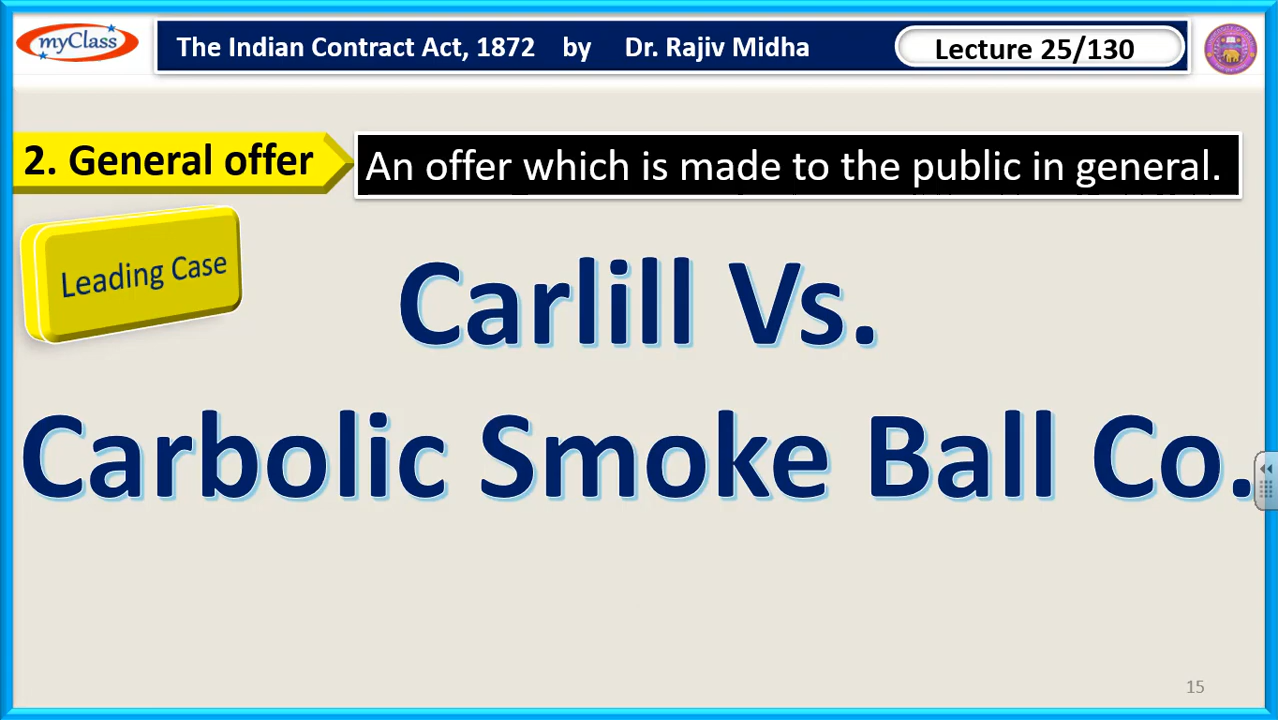 myClass
The Indian Contract Act, 1872 by Dr. Rajiv Midha
Lecture 25/130
2. General offer
An offer which is made to the public in general.
Leading Case
Carlill Vs.
Carbolic Smoke Ball Co.
15